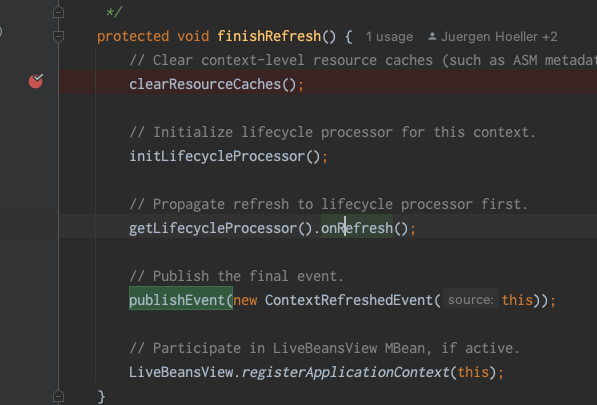 */
protected void finishRefresh() { 1 usage Juergen Hoeller +2
// Clear context-level resource caches (such as ASM metadat
clearResourceCaches();
// Initialize lifecycle processor for this context.
initLifecycleProcessor();
// Propagate refresh to lifecycle processor first.
getLifecycleProcessor().onRefresh();
// Publish the final event.
publishEvent(new ContextRefreshedEvent( source: this));
// Participate in LiveBeansView MBean, if active.
LiveBeansView.registerApplicationContext(this);
}